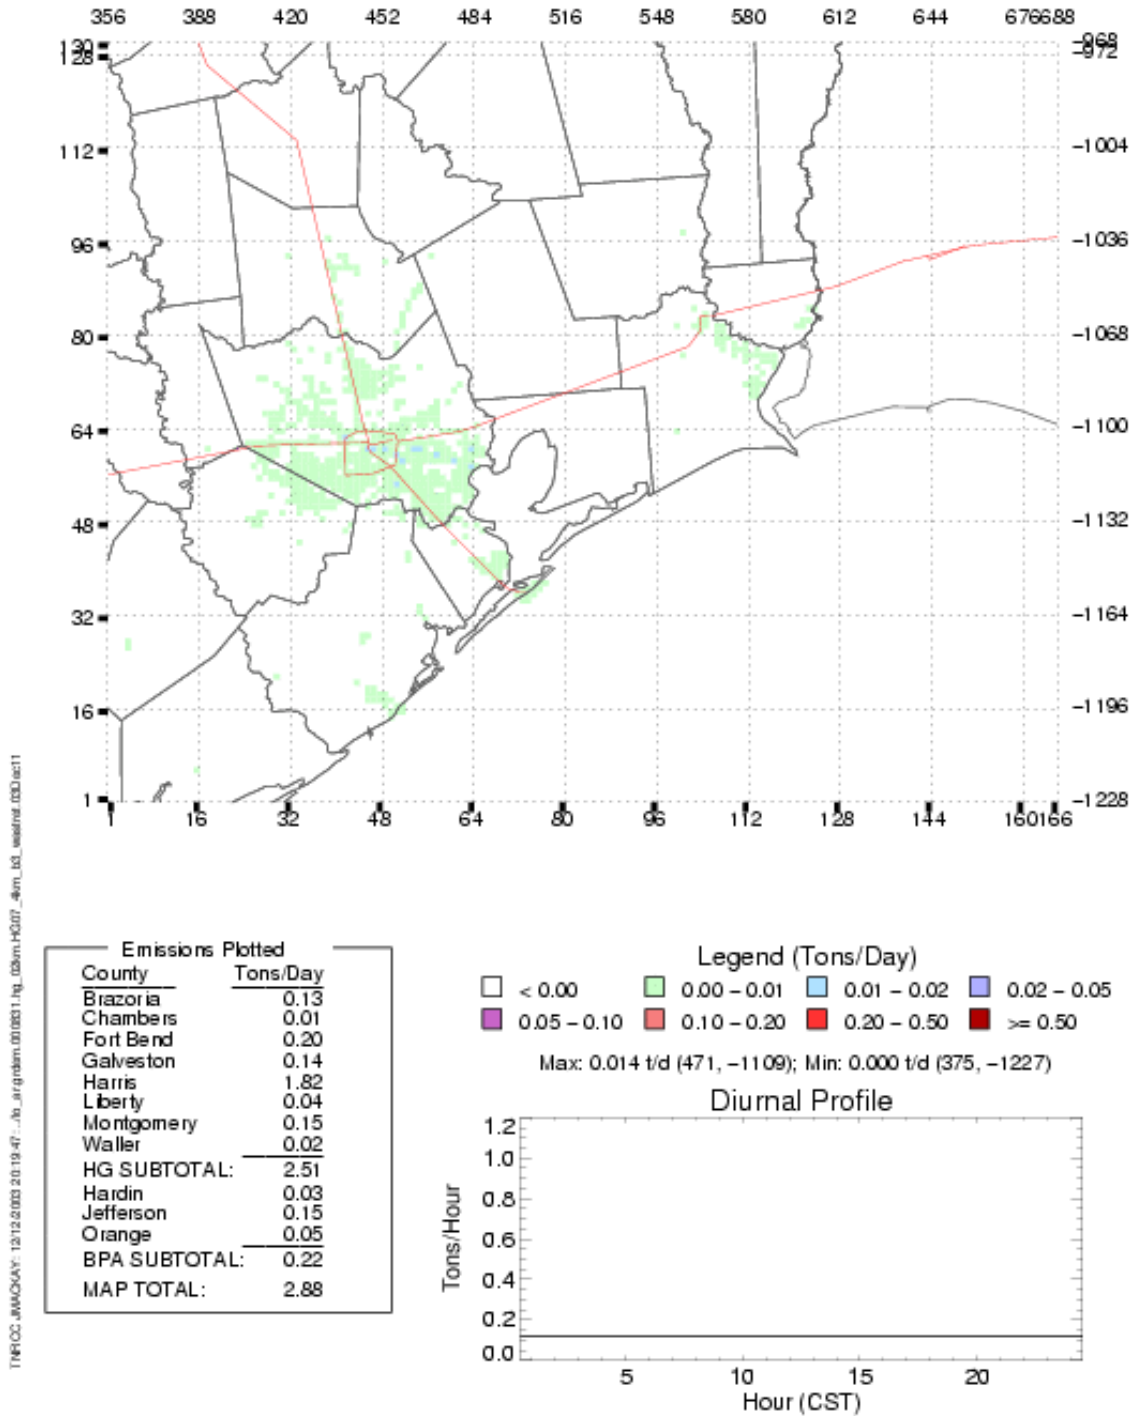 356 388 420 452 484 516 548 580 612 644 676688
130 -968
128 -972
112 -1004
96 -1036
80 -1068
64 -1100
48 -1132
32 -1164
16 -1196
1 -1228
1 16 32 48 64 80 96 112 128 144 160166
Emissions Plotted
County Tons/Day
Brazoria 0.13
Chambers 0.01
Fort Bend 0.20
Galveston 0.14
Harris 1.82
Liberty 0.04
Montgomery 0.15
Waller 0.02
HG SUBTOTAL: 2.51
Hardin 0.03
Jefferson 0.15
Orange 0.05
BPA SUBTOTAL: 0.22
MAP TOTAL: 2.88
Legend (Tons/Day)
< 0.00 0.00 - 0.01 0.01 - 0.02 0.02 - 0.05
0.05 - 0.10 0.10 - 0.20 0.20 - 0.50 >= 0.50
Max: 0.014 t/d (471, -1109); Min: 0.000 t/d (375, -1227)
Diurnal Profile
1.2
1.0
0.8
0.6
0.4
0.2
0.0
Tons/Hour
5 10 15 20
Hour (CST)
TNRCC JMACKAY: 12/12/2003 20:19:47: